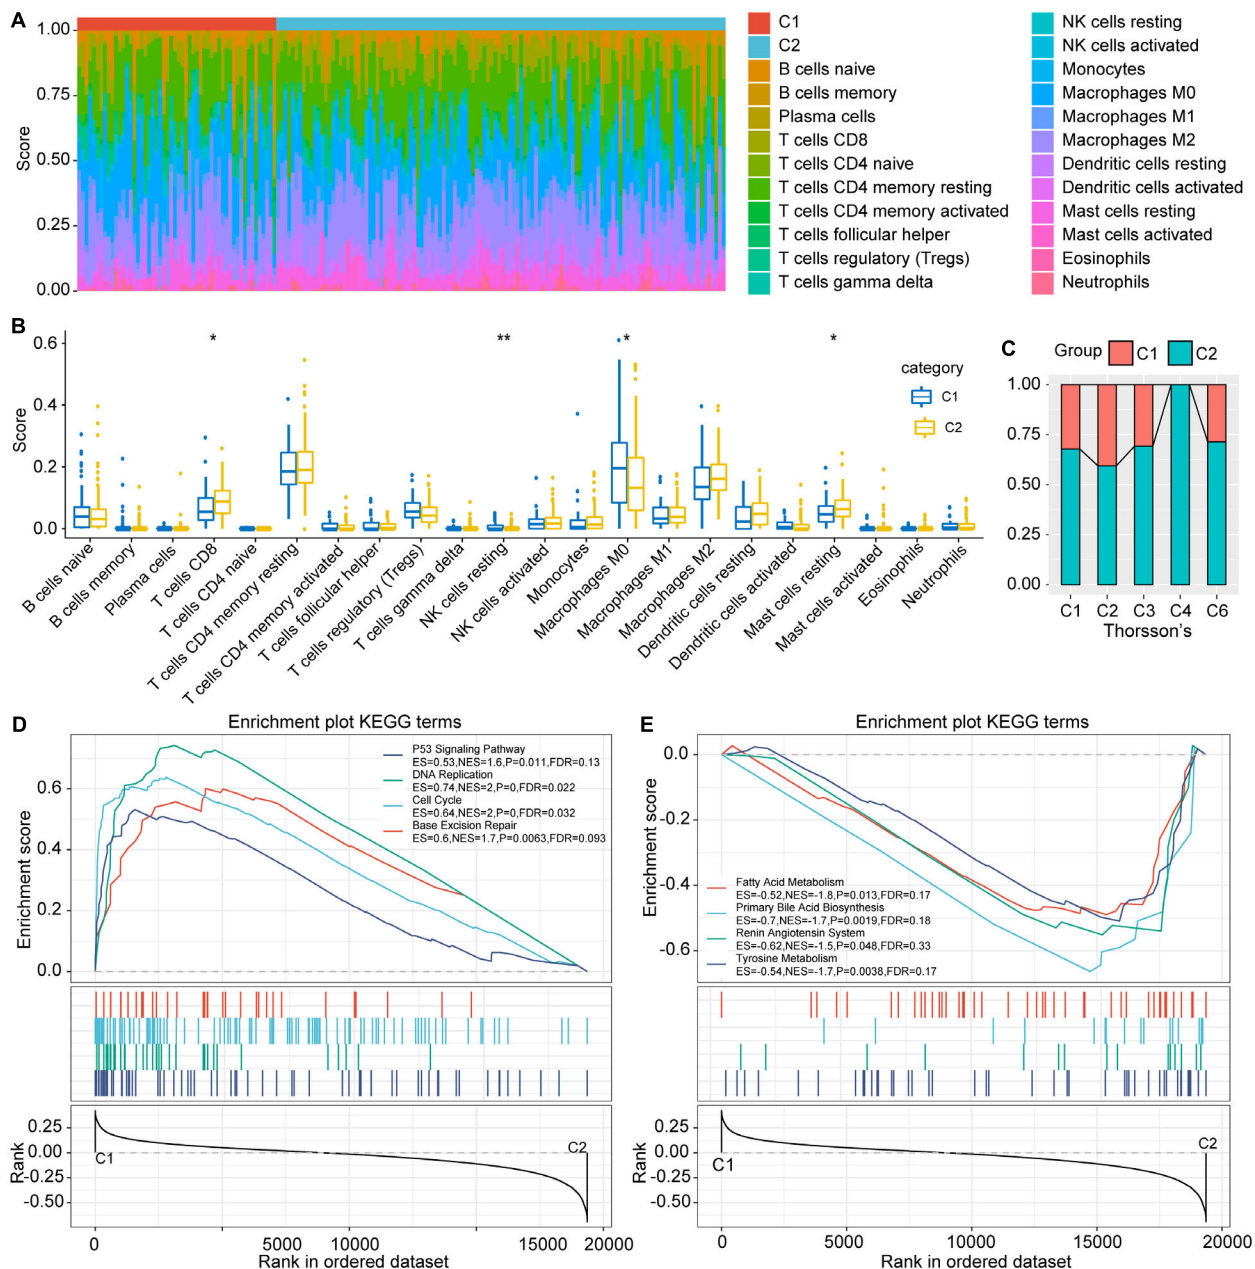 A
1.00
0.75
0.50
0.25
0.00
Score
C1
C2
B cells naive
B cells memory
Plasma cells
T cells CD8
T cells CD4 naive
T cells CD4 memory resting
T cells CD4 memory activated
T cells follicular helper
T cells regulatory (Tregs)
T cells gamma delta
NK cells resting
NK cells activated
Monocytes
Macrophages M0
Macrophages M1
Macrophages M2
Dendritic cells resting
Dendritic cells activated
Mast cells resting
Mast cells activated
Eosinophils
Neutrophils
B
0.6
0.4
0.2
0.0
Score
*
**
*
*
category
C1
C2
B cells naive
B cells memory
Plasma cells
T cells CD8
T cells CD4 naive
T cells CD4 memory resting
T cells CD4 memory activated
T cells follicular helper
T cells regulatory (Tregs)
T cells gamma delta
NK cells resting
NK cells activated
Monocytes
Macrophages M0
Macrophages M1
Macrophages M2
Dendritic cells resting
Dendritic cells activated
Mast cells resting
Mast cells activated
Eosinophils
Neutrophils
C
Group C1 C2
1.00
0.75
0.50
0.25
0.00
C1 C2 C3 C4 C6
Thorsson's
D
Enrichment plot KEGG terms
Enrichment score
0.6
0.4
0.2
0.0
P53 Signaling Pathway
ES=0.53,NES=1.6,P=0.011,FDR=0.13
DNA Replication
ES=0.74,NES=2,P=0,FDR=0.022
Cell Cycle
ES=0.64,NES=2,P=0,FDR=0.032
Base Excision Repair
ES=0.6,NES=1.7,P=0.0063,FDR=0.093
Rank
0.25
0.00
-0.25
-0.50
C1
C2
0 5000 10000 15000 20000
Rank in ordered dataset
E
Enrichment plot KEGG terms
Enrichment score
0.0
-0.2
-0.4
-0.6
Fatty Acid Metabolism
ES=-0.52,NES=-1.8,P=0.013,FDR=0.17
Primary Bile Acid Biosynthesis
ES=-0.7,NES=-1.7,P=0.0019,FDR=0.18
Renin Angiotensin System
ES=-0.62,NES=-1.5,P=0.048,FDR=0.33
Tyrosine Metabolism
ES=-0.54,NES=-1.7,P=0.0038,FDR=0.17
Rank
0.25
0.00
-0.25
-0.50
C1
C2
0 5000 10000 15000 20000
Rank in ordered dataset